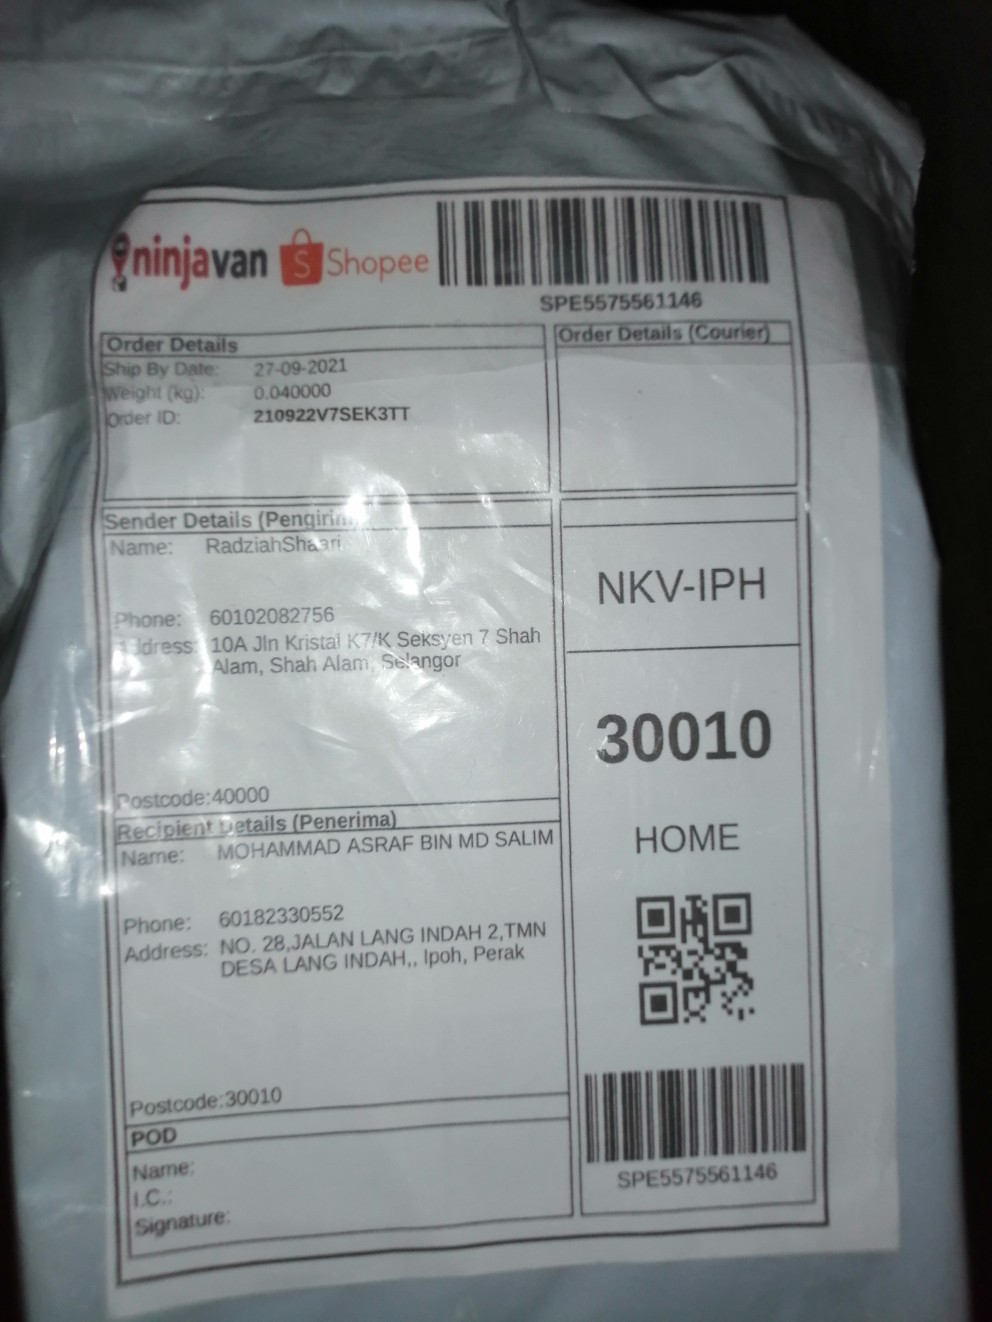 ninjavan Shopee
SPE5575561146
Order Details
Ship By Date: 27-09-2021
Weight (kg): 0.040000
Order ID: 210922V7SEK3TT
Order Details (Courier)
Sender Details (Pengirim)
Name: RadziahShaari
Phone: 60102082756
Address: 10A Jln Kristal K7/K Seksyen 7 Shah
Alam, Shah Alam, Selangor
Postcode:40000
Recipient Details (Penerima)
Name: MOHAMMAD ASRAF BIN MD SALIM
Phone: 60182330552
Address: NO. 28,JALAN LANG INDAH 2,TMN
DESA LANG INDAH,, Ipoh, Perak
Postcode:30010
POD
Name:
I.C.:
Signature:
NKV-IPH
30010
HOME
SPE5575561146